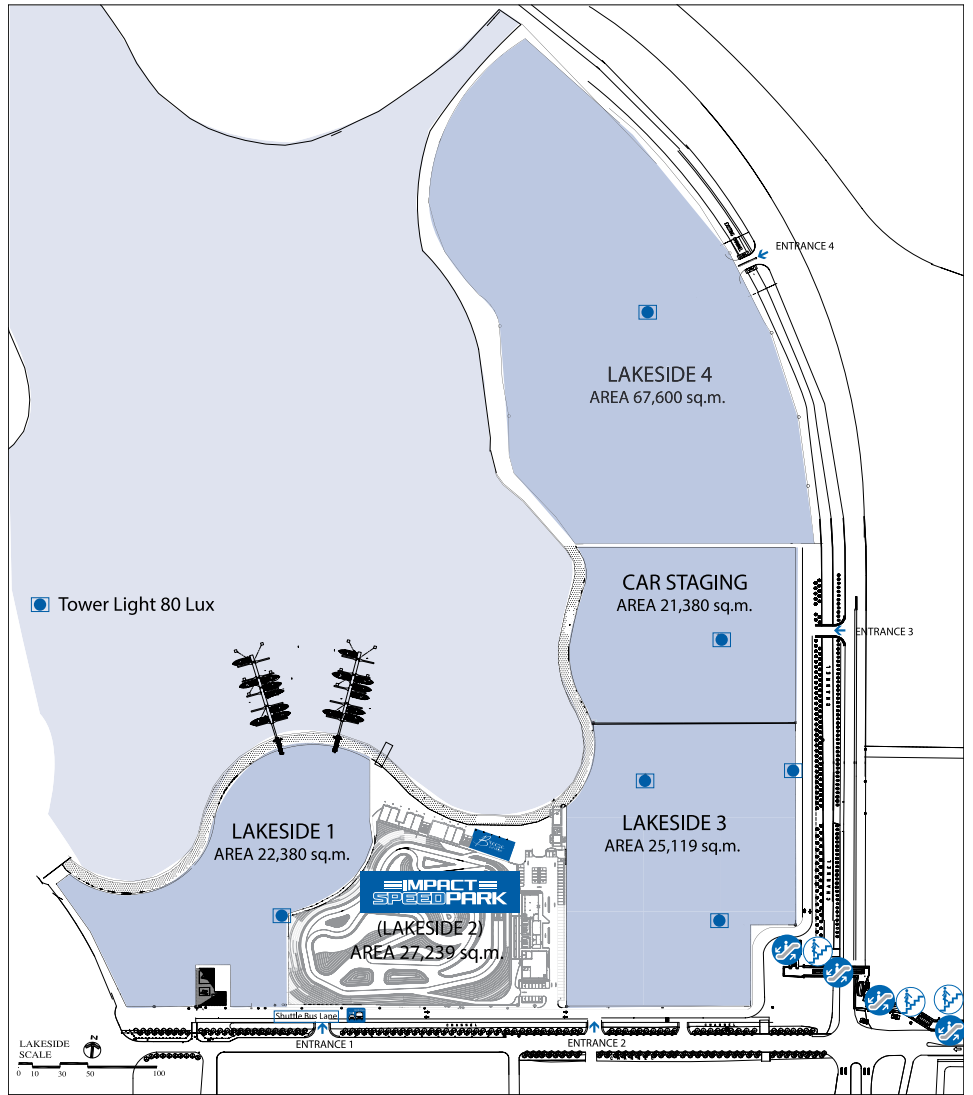 ENTRANCE 4
LAKESIDE 4
AREA 67,600 sq.m.
CAR STAGING
AREA 21,380 sq.m.
Tower Light 80 Lux
ENTRANCE 3
LAKESIDE 1
AREA 22,380 sq.m.
LAKESIDE 3
AREA 25,119 sq.m.
IMPACT
SPEEDPARK
(LAKESIDE 2)
AREA 27,239 sq.m.
Shuttle Bus Lane
ENTRANCE 1
ENTRANCE 2
N
LAKESIDE
SCALE
0 10 30 50 100